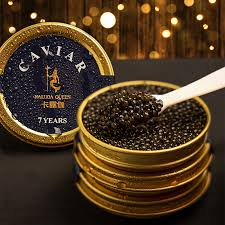 CAVIAR
KALUGA QUEEN
卡露伽
7 YEARS